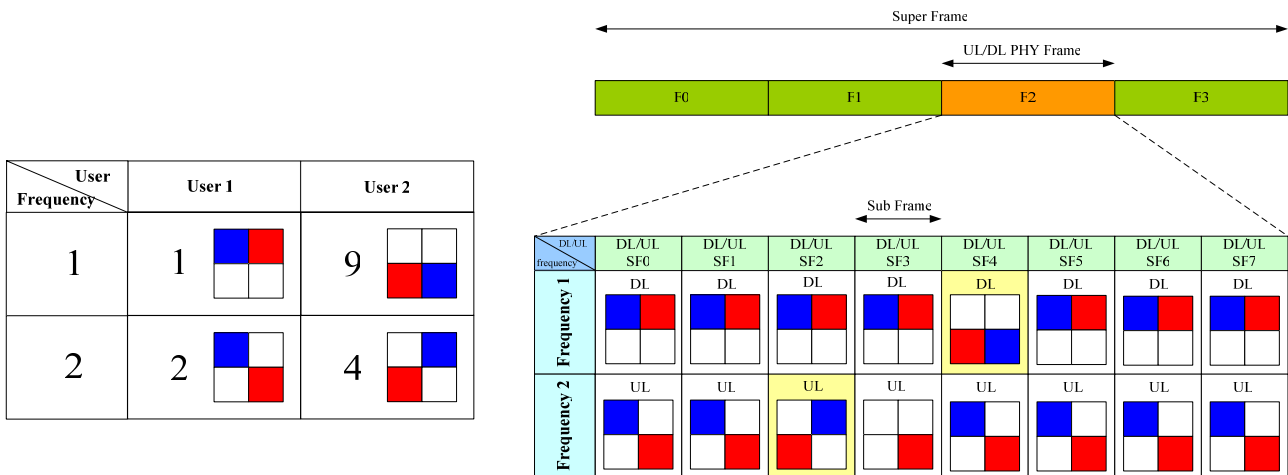 Super Frame
UL/DL PHY Frame
F0 F1 F2 F3
User
Frequency
User 1 User 2
1 1 9
2 2 4
Sub Frame
DL/UL
frequency
DL/UL DL/UL DL/UL DL/UL DL/UL DL/UL DL/UL DL/UL
SF0 SF1 SF2 SF3 SF4 SF5 SF6 SF7
Frequency 1
DL DL DL DL DL DL DL DL
Frequency 2
UL UL UL UL UL UL UL UL